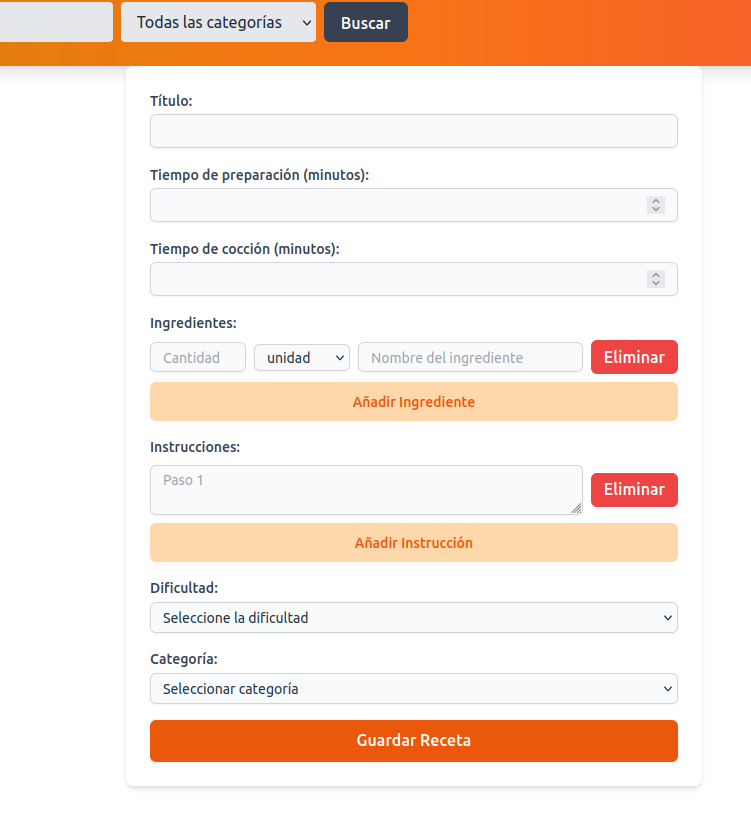 Todas las categorías Buscar
Título:
Tiempo de preparación (minutos):
Tiempo de cocción (minutos):
Ingredientes:
Cantidad unidad Nombre del ingrediente Eliminar
Añadir Ingrediente
Instrucciones:
Paso 1 Eliminar
Añadir Instrucción
Dificultad:
Seleccione la dificultad
Categoría:
Seleccionar categoría
Guardar Receta